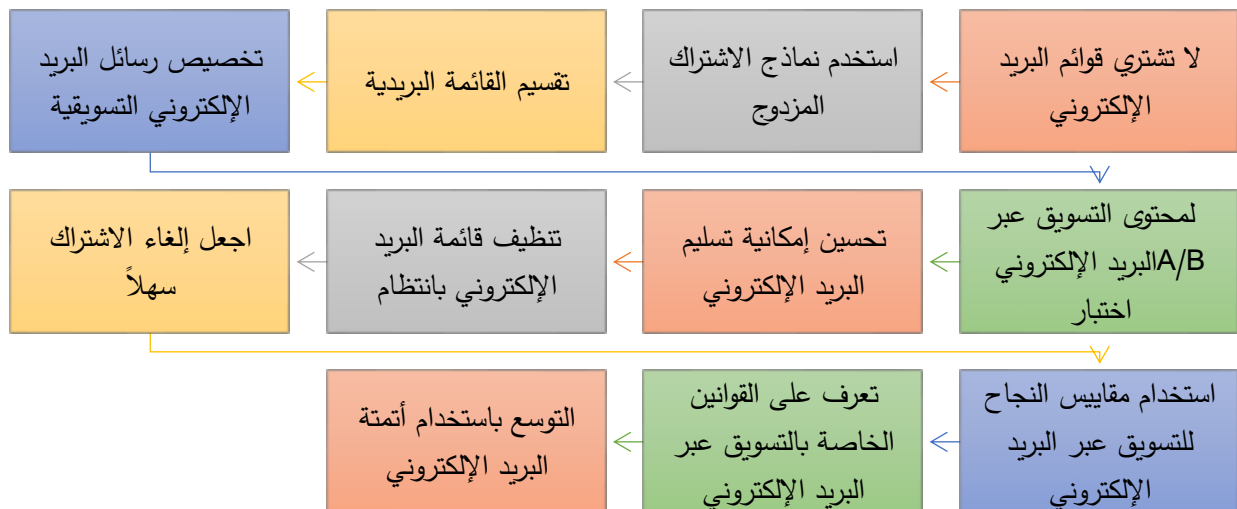 لا تشتري قوائم البريد
الإلكتروني
استخدم نماذج الاشتراك
المزدوج
تقسيم القائمة البريدية
تخصيص رسائل البريد
الإلكتروني التسويقية
لمحتوى التسويق عبر
A/Bالبريد الإلكتروني
اختبار
تحسين إمكانية تسليم
البريد الإلكتروني
تنظيف قائمة البريد
الإلكتروني بانتظام
اجعل إلغاء الاشتراك
سهلاً
استخدام مقاييس النجاح
للتسويق عبر البريد
الإلكتروني
تعرف على القوانين
الخاصة بالتسويق عبر
البريد الإلكتروني
التوسع باستخدام أتمتة
البريد الإلكتروني